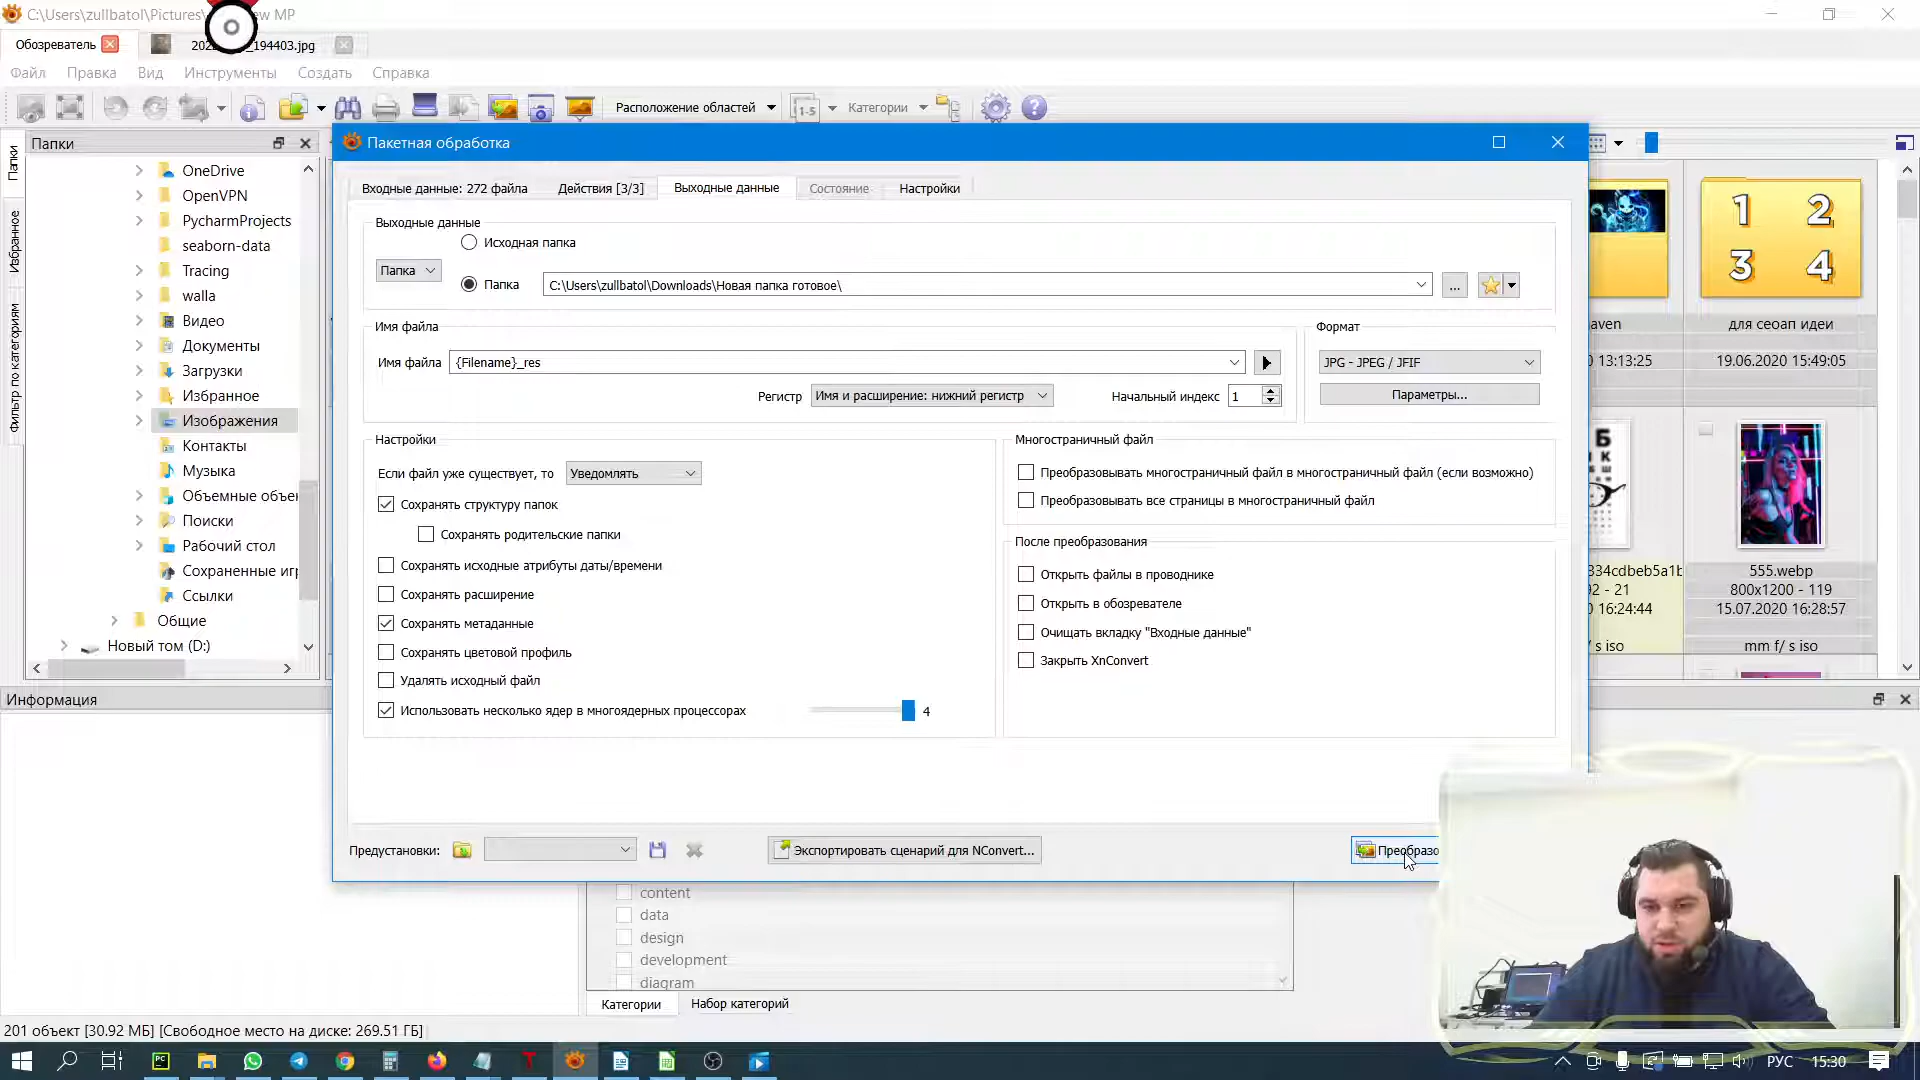 C:\Users\zullbatol\Pictures\
ew MP
Обозреватель
194403.jpg
Файл Правка Вид Инструменты Создать Справка
Расположение областей
1-5
Категории
Папки
Папки
Избранное
Фильтр по категориям
OneDrive
OpenVPN
PycharmProjects
seaborn-data
Tracing
walla
Видео
Документы
Загрузки
Избранное
Изображения
Контакты
Музыка
Объемные объе
Поиски
Рабочий стол
Сохраненные игр
Ссылки
Общие
Новый том (D:)
Информация
Пакетная обработка
Входные данные: 272 файла Действия [3/3] Выходные данные Состояние Настройки
Выходные данные
Исходная папка
Папка
Папка
C:\Users\zullbatol\Downloads\Новая папка готовое\
...
Имя файла
Имя файла {Filename}_res
Регистр Имя и расширение: нижний регистр Начальный индекс 1
Формат
JPG - JPEG / JFIF
Параметры...
Настройки
Если файл уже существует, то Уведомлять
Сохранять структуру папок
Сохранять родительские папки
Сохранять исходные атрибуты даты/времени
Сохранять расширение
Сохранять метаданные
Сохранять цветовой профиль
Удалять исходный файл
Использовать несколько ядер в многоядерных процессорах 4
Многостраничный файл
Преобразовывать многостраничный файл в многостраничный файл (если возможно)
Преобразовывать все страницы в многостраничный файл
После преобразования
Открыть файлы в проводнике
Открыть в обозревателе
Очищать вкладку "Входные данные"
Закрыть XnConvert
Предустановки:
Экспортировать сценарий для NConvert...
Преобразо
1 2
3 4
aven
13:13:25
для сеоап идеи
19.06.2020 15:49:05
Б
К
Ш
334cdbeb5a1b
92 - 21
16:24:44
/ s iso
555.webp
800x1200 - 119
15.07.2020 16:28:57
mm f/ s iso
content
data
design
development
diagram
Категории Набор категорий
201 объект [30.92 МБ] [Свободное место на диске: 269.51 ГБ]
PC
T
РУС 15:30